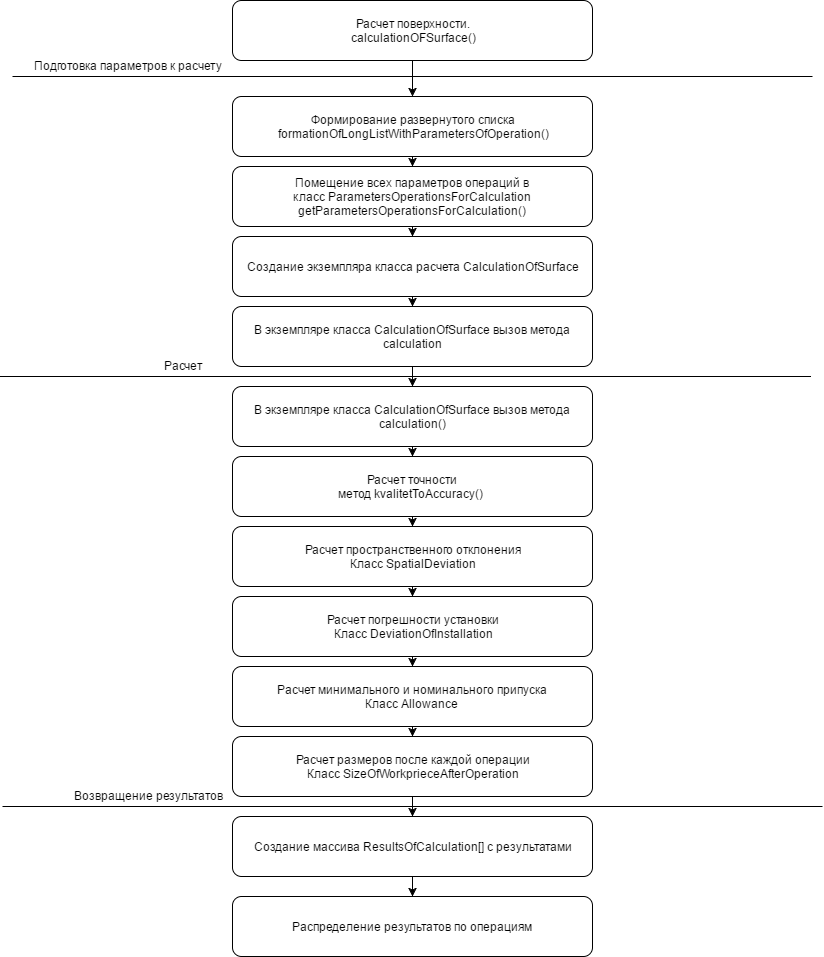 Расчет поверхности.
calculationOFSurface()
Подготовка параметров к расчету
Формирование развернутого списка
formationOfLongListWithParametersOfOperation()
Помещение всех параметров операций в
класс ParametersOperationsForCalculation
getParametersOperationsForCalculation()
Создание экземпляра класса расчета CalculationOfSurface
В экземпляре класса CalculationOfSurface вызов метода
calculation
Расчет
В экземпляре класса CalculationOfSurface вызов метода
calculation()
Расчет точности
метод kvalitetToAccuracy()
Расчет пространственного отклонения
Класс SpatialDeviation
Расчет погрешности установки
Класс DeviationOfInstallation
Расчет минимального и номинального припуска
Класс Allowance
Расчет размеров после каждой операции
Класс SizeOfWorkprieceAfterOperation
Возвращение результатов
Создание массива ResultsOfCalculation[] с результатами
Распределение результатов по операциям